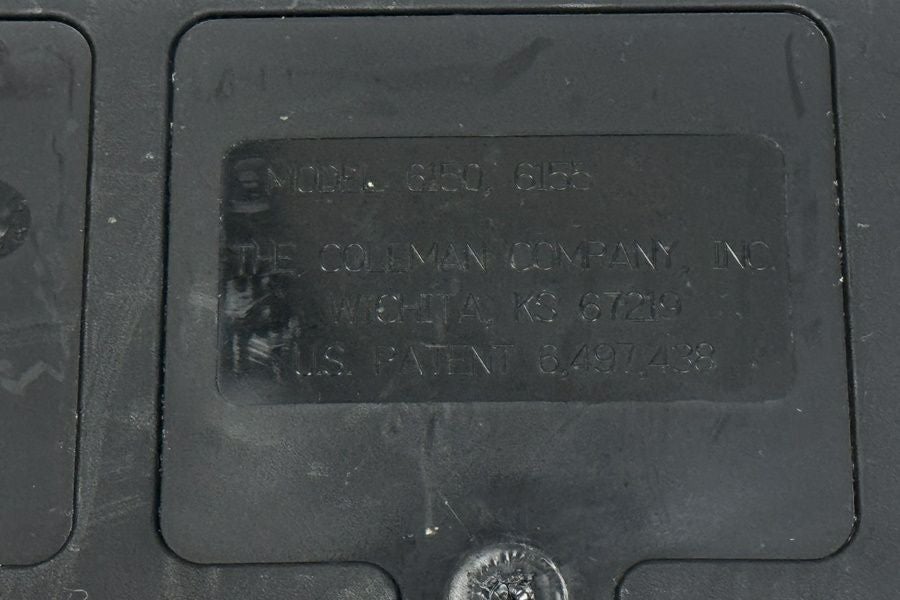 MODEL 6150, 6155
THE COLEMAN COMPANY, INC.
WICHITA, KS 67219
U.S. PATENT 6,497,438